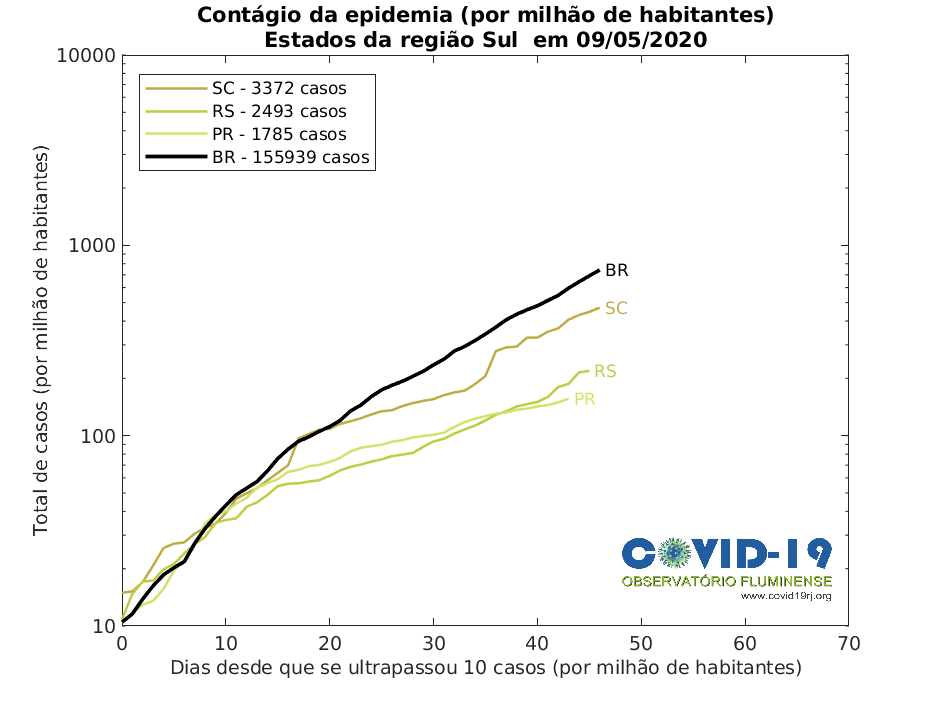 Contágio da epidemia (por milhão de habitantes)
Estados da região Sul  em 09/05/2020
10000
1000
100
10
Total de casos (por milhão de habitantes)
SC - 3372 casos
RS - 2493 casos
PR - 1785 casos
BR - 155939 casos
BR
SC
RS
PR
COVID-19
OBSERVATÓRIO FLUMINENSE
www.covid19rj.org
0 10 20 30 40 50 60 70
Dias desde que se ultrapassou 10 casos (por milhão de habitantes)